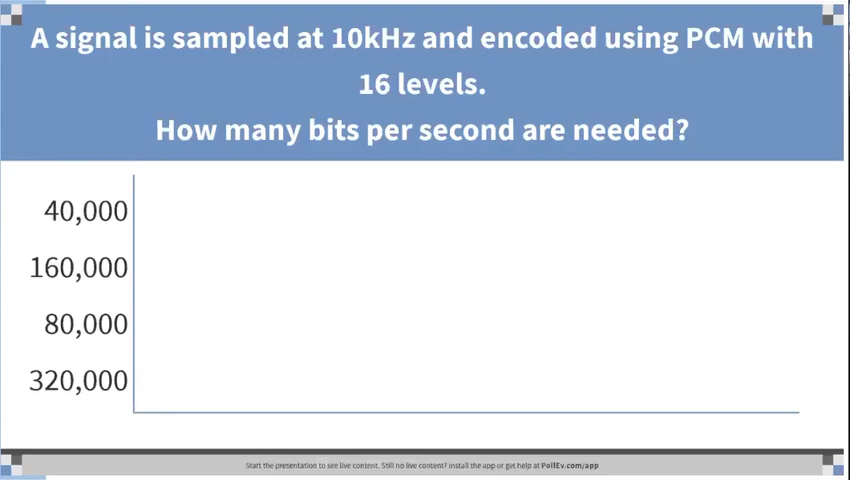 A signal is sampled at 10kHz and encoded using PCM with
16 levels.
How many bits per second are needed?
40,000
160,000
80,000
320,000
Start the presentation to see live content. Still no live content? Install the app or get help at PollEv.com/app